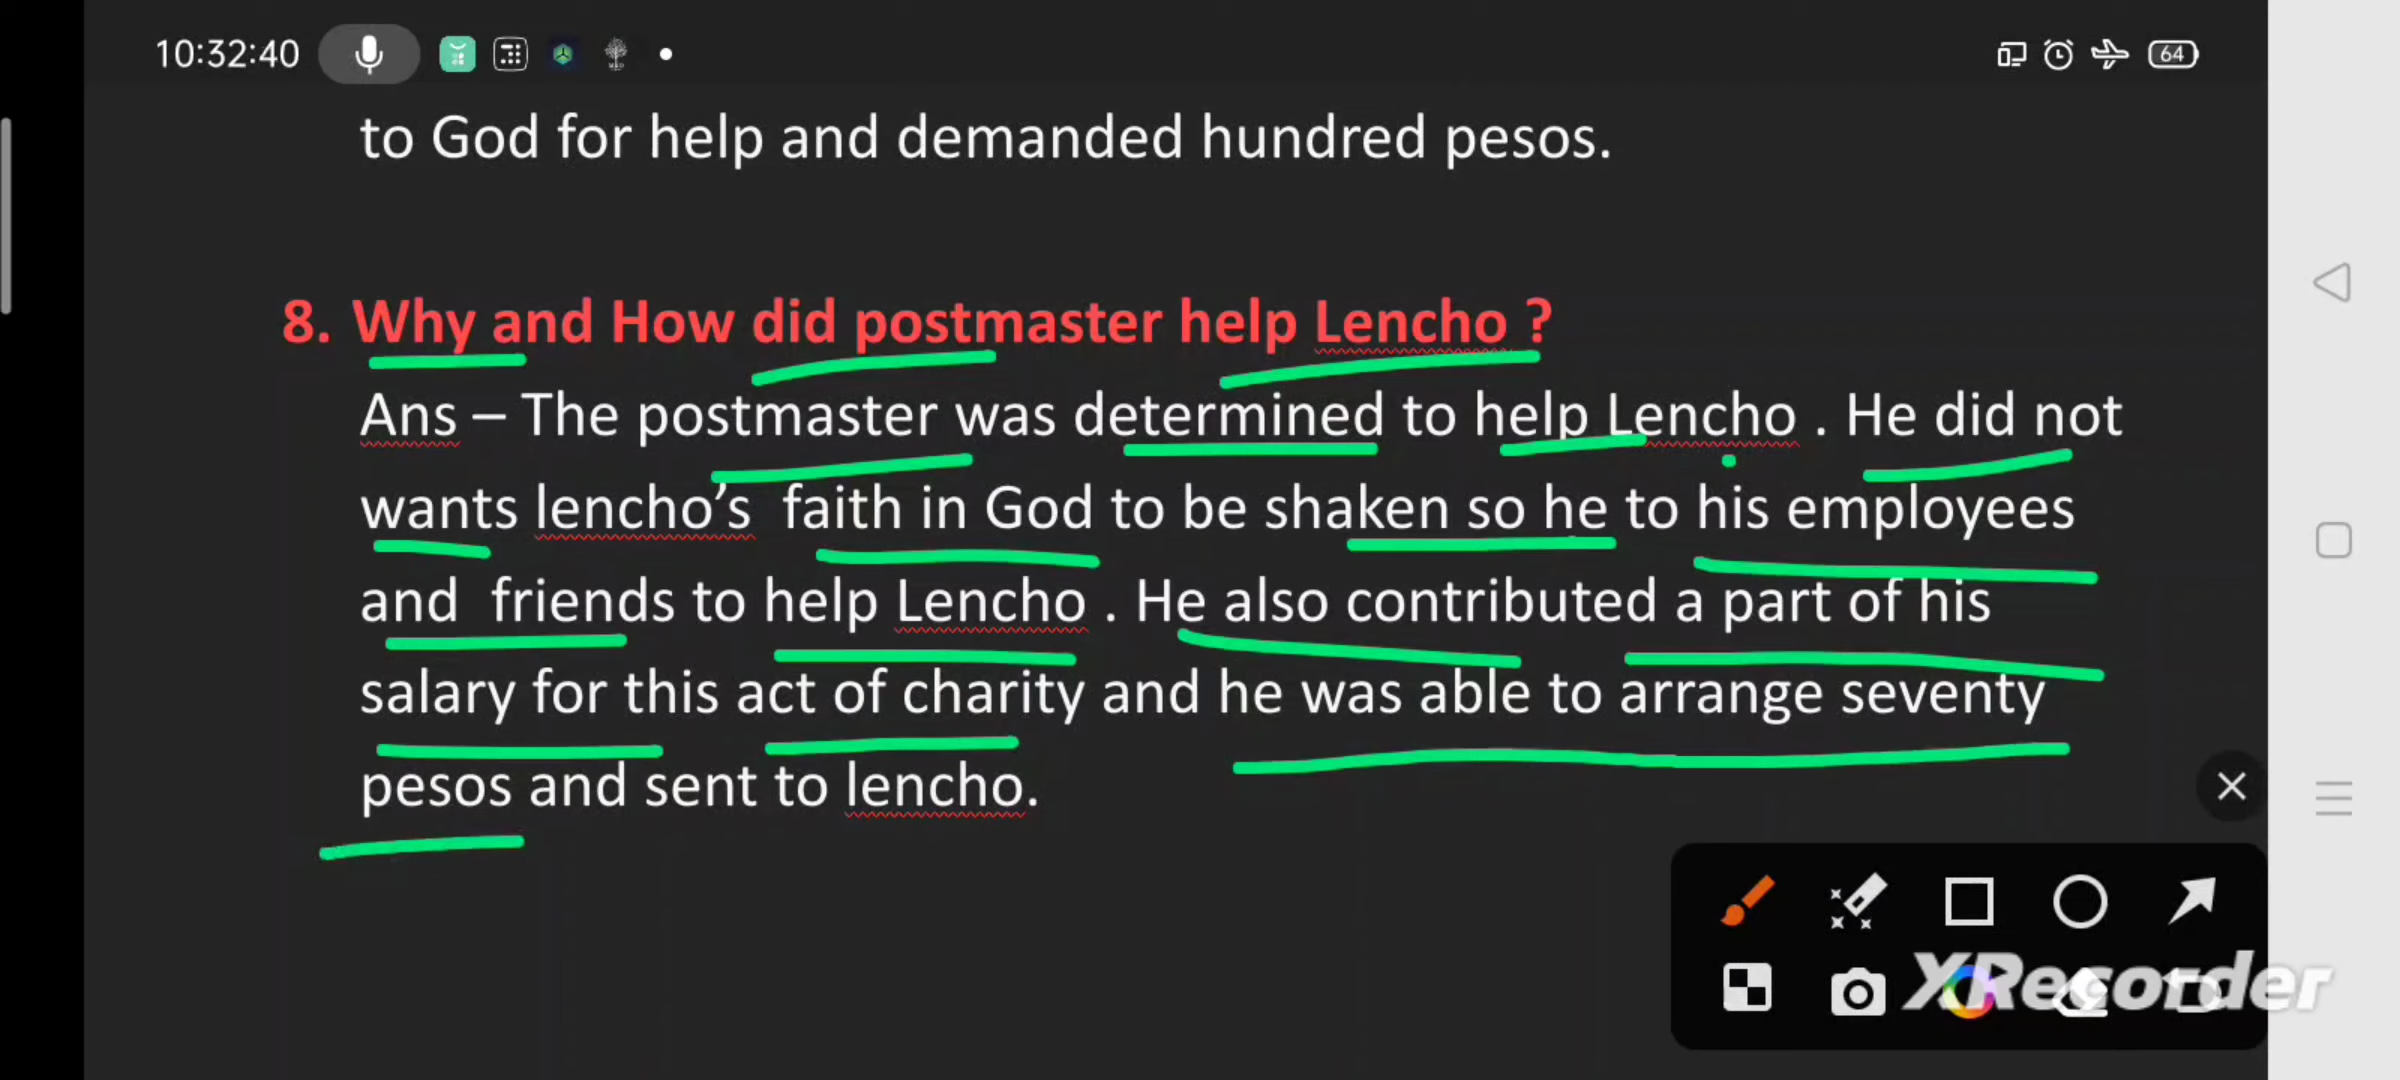 10:32:40
64
to God for help and demanded hundred pesos.
8. Why and How did postmaster help Lencho ?
Ans – The postmaster was determined to help Lencho . He did not
wants lencho's faith in God to be shaken so he to his employees
and friends to help Lencho . He also contributed a part of his
salary for this act of charity and he was able to arrange seventy
pesos and sent to lencho.
XRecorder